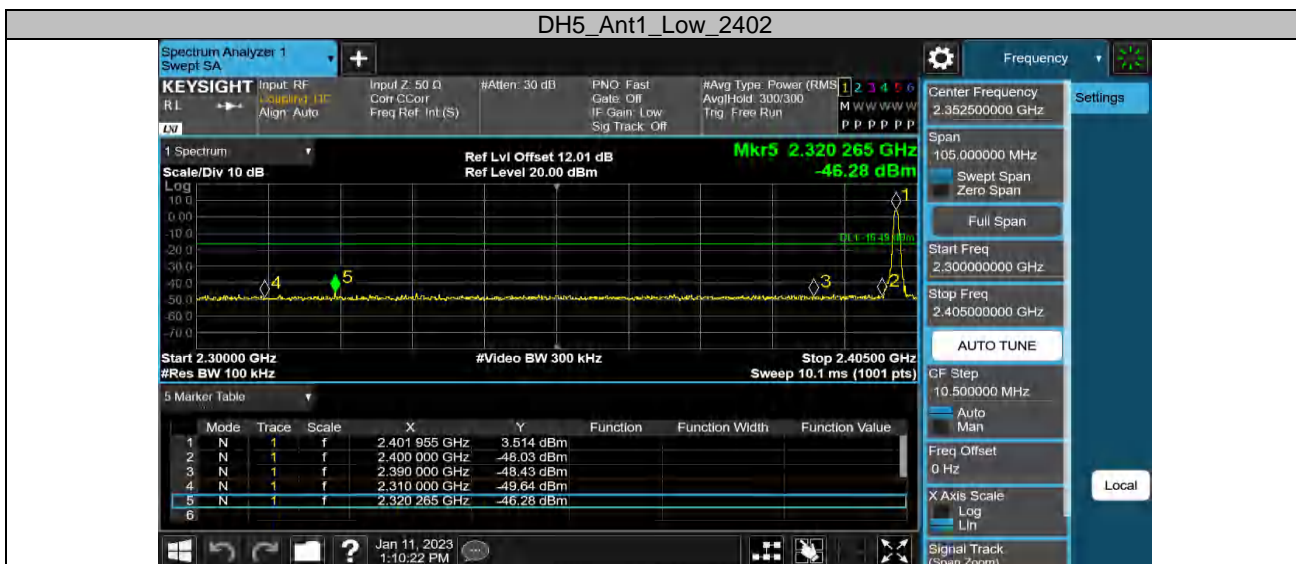 DH5_Ant1_Low_2402
Spectrum Analyzer 1
Swept SA
Frequency
KEYSIGHT
Input: RF
Input Z: 50 Ω
#Atten: 30 dB
PNO: Fast
#Avg Type: Power (RMS
1 2 3 4 5 6
RL
Coupling: DC
Corr CCorr
Gate: Off
Avg|Hold: 300/300
M W W W W W
Align: Auto
Freq Ref: Int (S)
IF Gain: Low
Trig: Free Run
P P P P P P
LXI
Sig Track: Off
Center Frequency
2.352500000 GHz
Settings
1 Spectrum
Ref Lvl Offset 12.01 dB
Mkr5 2.320 265 GHz
Scale/Div 10 dB
Ref Level 20.00 dBm
-46.28 dBm
Log
10.0
0.00
-10.0
-20.0
-30.0
-40.0
-50.0
-60.0
-70.0
1
4
5
3
2
Start 2.30000 GHz
#Video BW 300 kHz
Stop 2.40500 GHz
#Res BW 100 kHz
Sweep 10.1 ms (1001 pts)
Span
105.000000 MHz
Swept Span
Zero Span
Full Span
Start Freq
2.300000000 GHz
Stop Freq
2.405000000 GHz
AUTO TUNE
CF Step
10.500000 MHz
Auto
Man
Freq Offset
0 Hz
X Axis Scale
Log
Lin
Signal Track
(Span Zoom)
Local
5 Marker Table
Mode Trace Scale X Y Function Function Width Function Value
1 N 1 f 2.401 955 GHz 3.514 dBm
2 N 1 f 2.400 000 GHz -48.03 dBm
3 N 1 f 2.390 000 GHz -48.43 dBm
4 N 1 f 2.310 000 GHz -49.64 dBm
5 N 1 f 2.320 265 GHz -46.28 dBm
6
?
Jan 11, 2023
1:10:22 PM